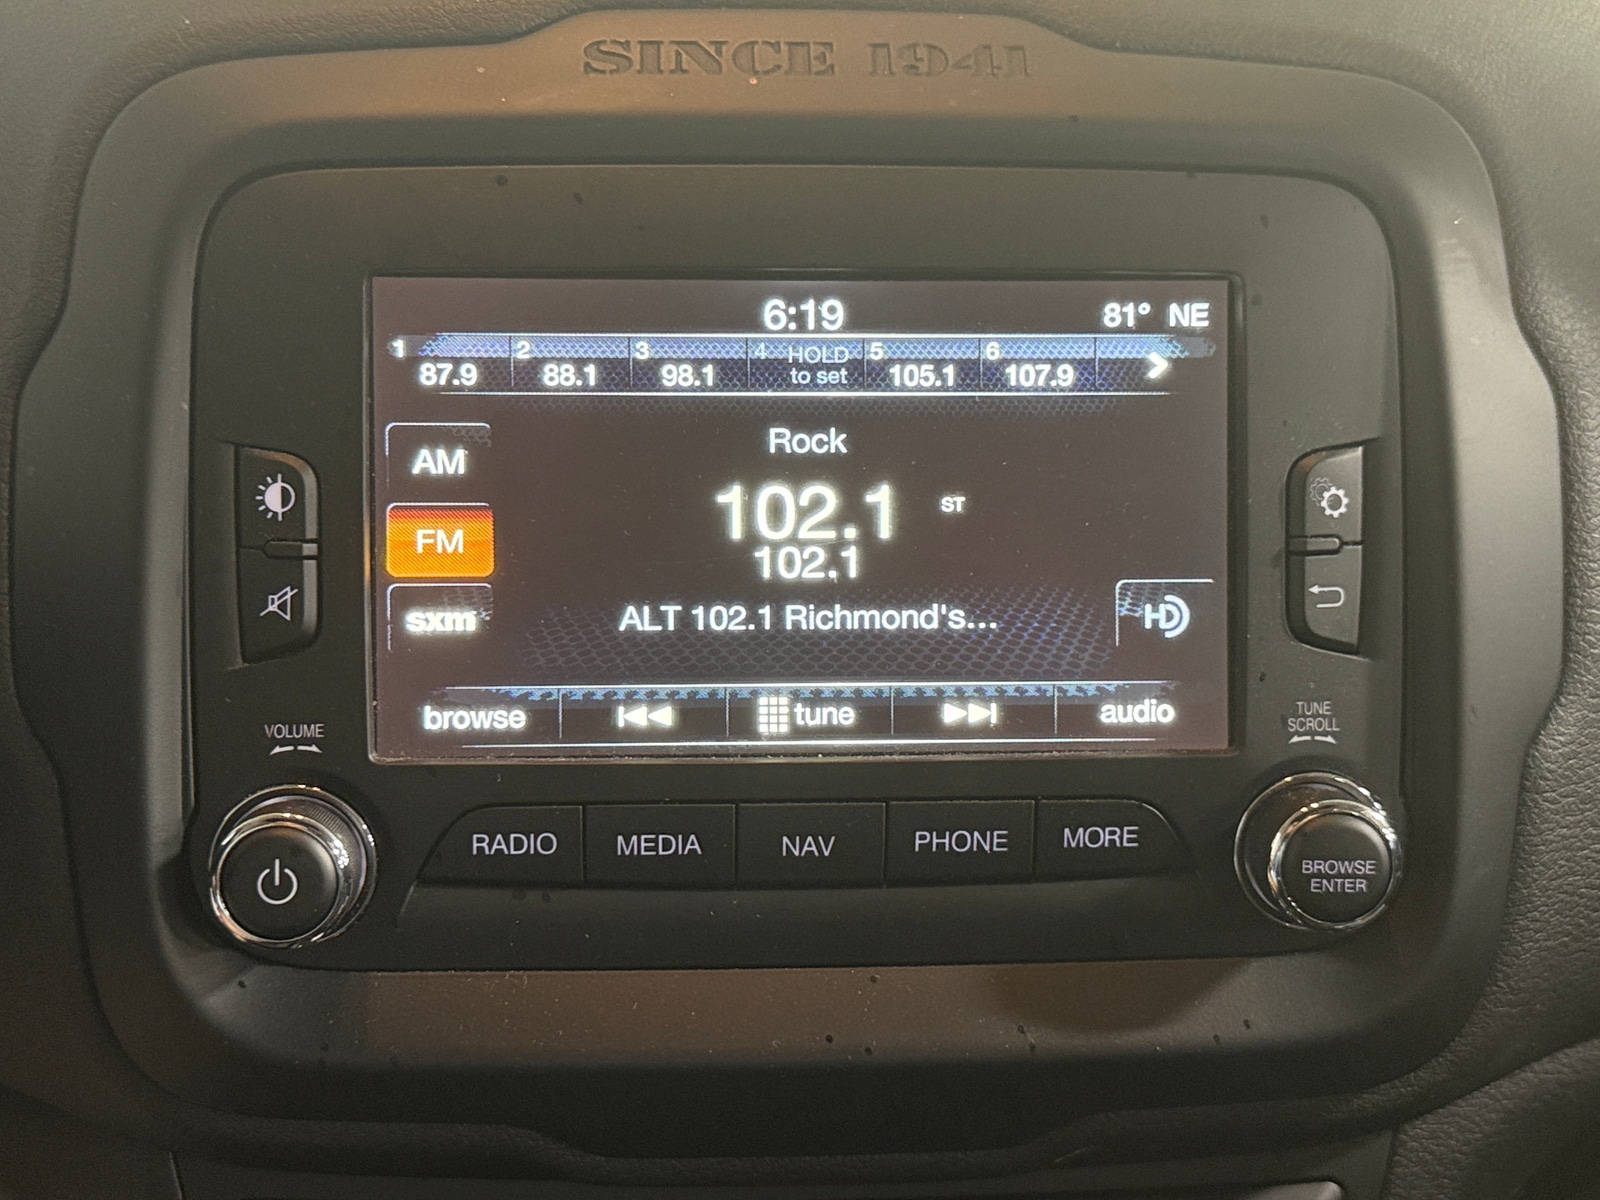 SINCE 1941
6:19 81° NE
1 2 3 4 HOLD 5 6
87.9 88.1 98.1 to set 105.1 107.9
AM
Rock
102.1 ST
FM
102.1
sxm
ALT 102.1 Richmond's...
HD
browse tune audio
VOLUME
TUNE
SCROLL
RADIO MEDIA NAV PHONE MORE
BROWSE
ENTER